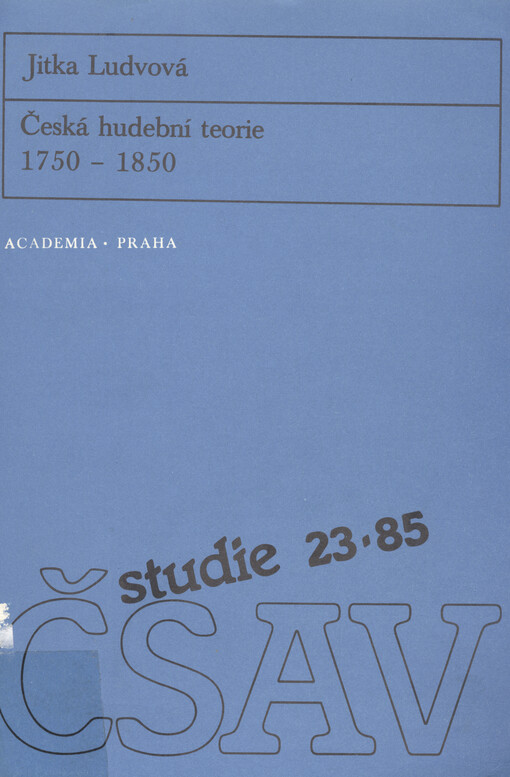 Jitka Ludvová
Česká hudební teorie
1750 – 1850
ACADEMIA · PRAHA
studie 23·85
ČSAV